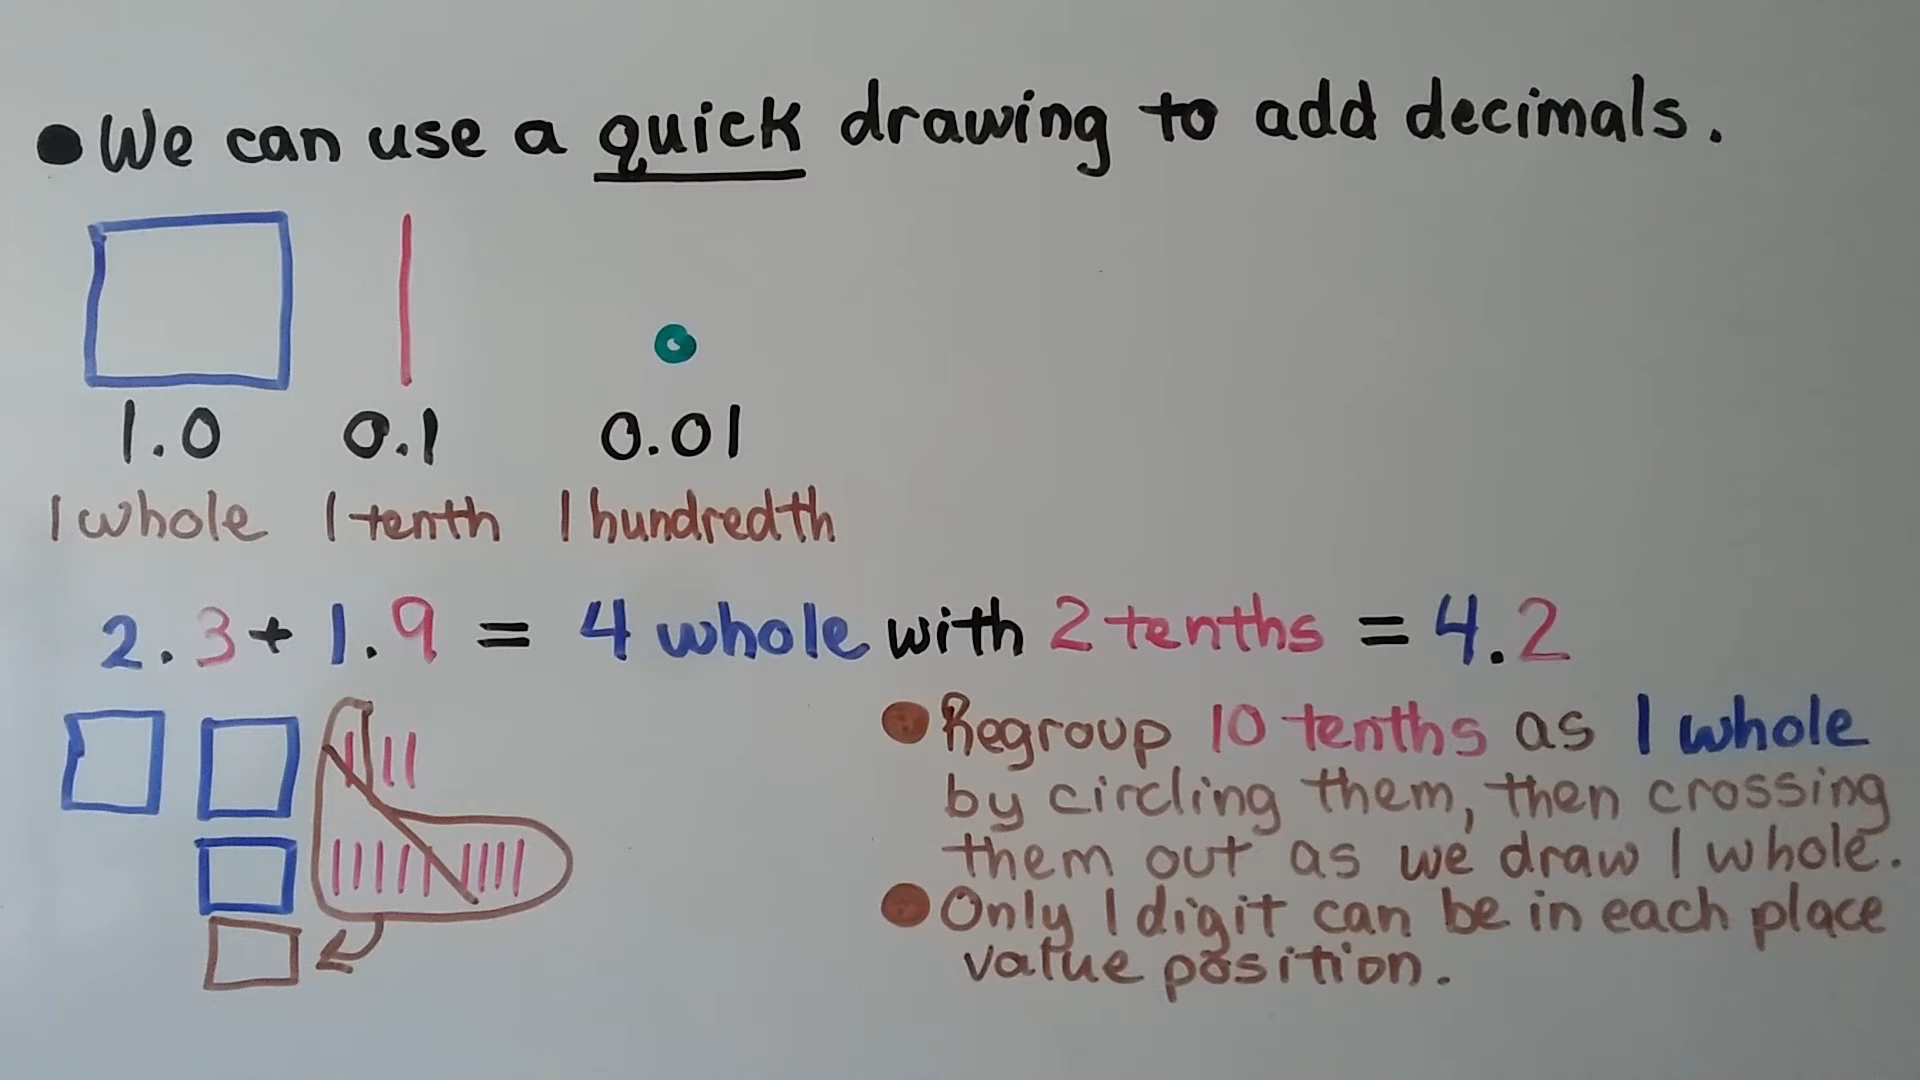 ● We can use a quick drawing to add decimals.
1.0 0.1 0.01
1 whole 1 tenth 1 hundredth
2.3 + 1.9 = 4 whole with 2 tenths = 4.2
● Regroup 10 tenths as 1 whole
by circling them, then crossing
them out as we draw 1 whole.
● Only 1 digit can be in each place
value position.